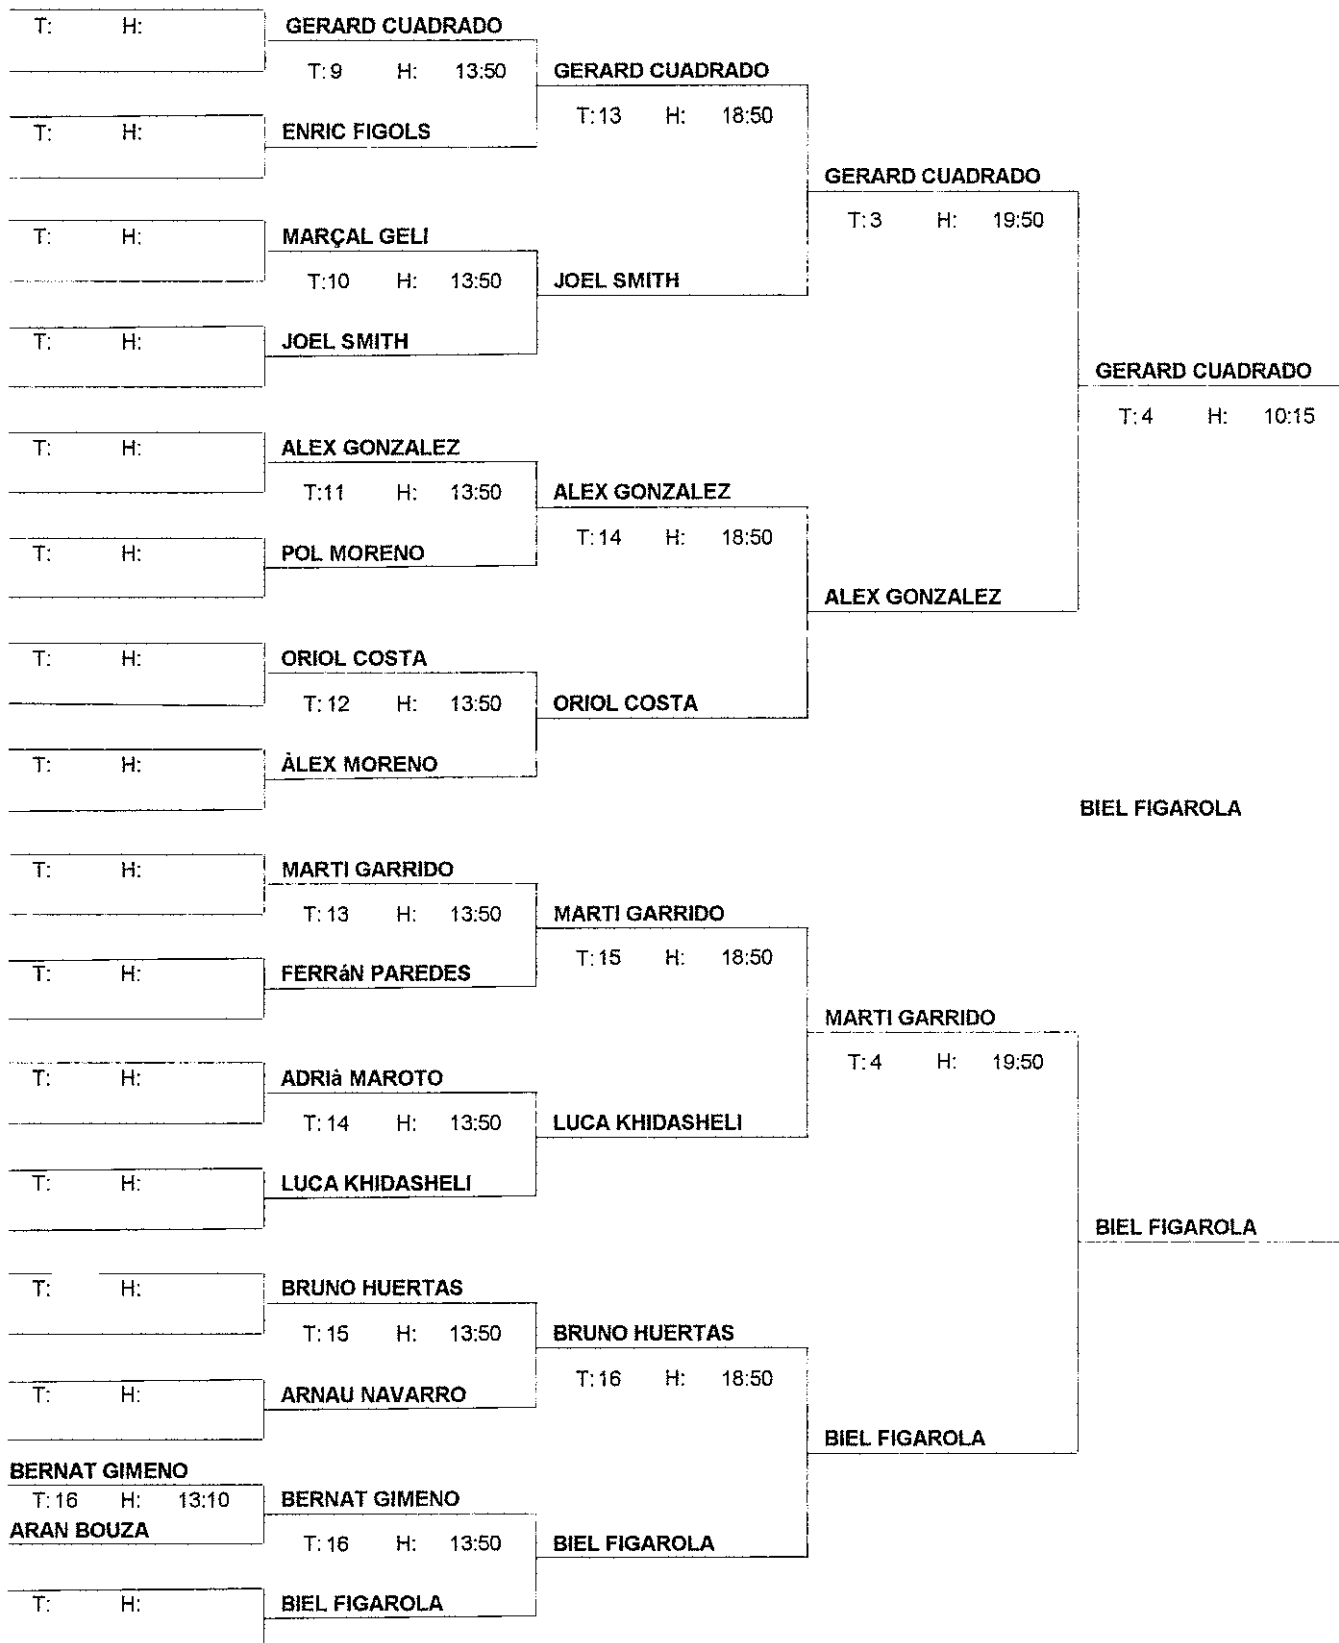 T: H: GERARD CUADRADO
T: 9 H: 13:50 GERARD CUADRADO
T: 13 H: 18:50
T: H: ENRIC FIGOLS
GERARD CUADRADO
T: 3 H: 19:50
T: H: MARÇAL GELI
T:10 H: 13:50 JOEL SMITH
T: H: JOEL SMITH
GERARD CUADRADO
T: 4 H: 10:15
T: H: ALEX GONZALEZ
T:11 H: 13:50 ALEX GONZALEZ
T: 14 H: 18:50
T: H: POL MORENO
ALEX GONZALEZ
T: H: ORIOL COSTA
T: 12 H: 13:50 ORIOL COSTA
T: H: ÀLEX MORENO
BIEL FIGAROLA
T: H: MARTI GARRIDO
T: 13 H: 13:50 MARTI GARRIDO
T: 15 H: 18:50
T: H: FERRáN PAREDES
MARTI GARRIDO
T: 4 H: 19:50
T: H: ADRIà MAROTO
T: 14 H: 13:50 LUCA KHIDASHELI
T: H: LUCA KHIDASHELI
BIEL FIGAROLA
T: H: BRUNO HUERTAS
T: 15 H: 13:50 BRUNO HUERTAS
T: 16 H: 18:50
T: H: ARNAU NAVARRO
BIEL FIGAROLA
BERNAT GIMENO
T: 16 H: 13:10 BERNAT GIMENO
ARAN BOUZA
T: 16 H: 13:50 BIEL FIGAROLA
T: H: BIEL FIGAROLA